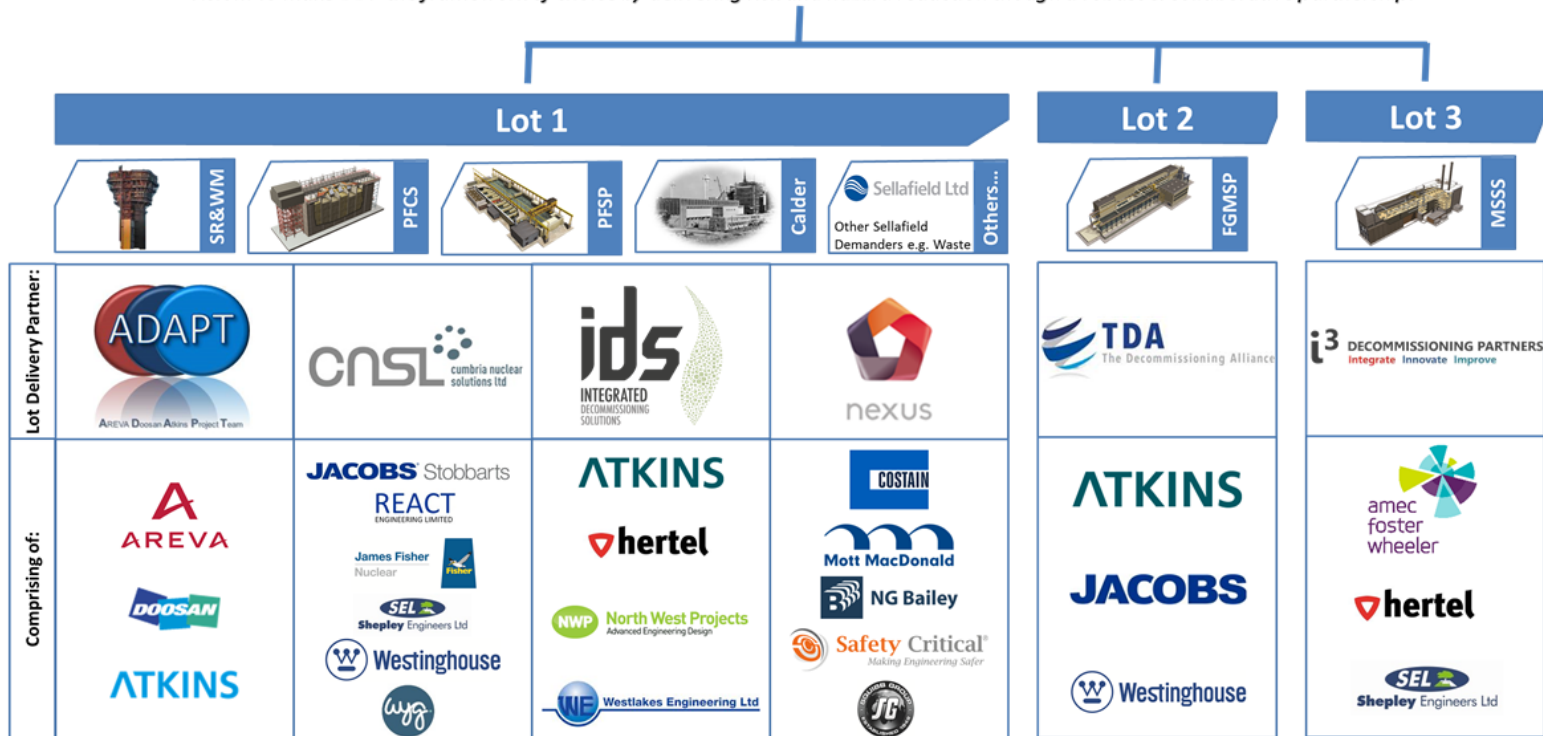 Lot 1
Lot 2
Lot 3
SR&WM
PFCS
PFSP
Calder
Sellafield Ltd
Other Sellafield
Demanders e.g. Waste
Others...
FGMSP
MSSS
Lot Delivery Partner:
ADAPT
AREVA Doosan Atkins Project Team
cnsl
cumbria nuclear
solutions ltd
ids
INTEGRATED
DECOMMISSIONING
SOLUTIONS
nexus
TDA
The Decommissioning Alliance
i3 DECOMMISSIONING PARTNERS
Integrate Innovate Improve
Comprising of:
AREVA
DOOSAN
ATKINS
JACOBS Stobbarts
REACT
ENGINEERING LIMITED
James Fisher
Nuclear
Fisher
SEL
Shepley Engineers Ltd
Westinghouse
ayg
ATKINS
hertel
NWP North West Projects
Advanced Engineering Design
WE Westlakes Engineering Ltd
COSTAIN
Mott MacDonald
NG Bailey
Safety Critical®
Making Engineering Safer
SQUIBB GROUP
ATKINS
JACOBS
Westinghouse
amec
foster
wheeler
hertel
SEL
Shepley Engineers Ltd